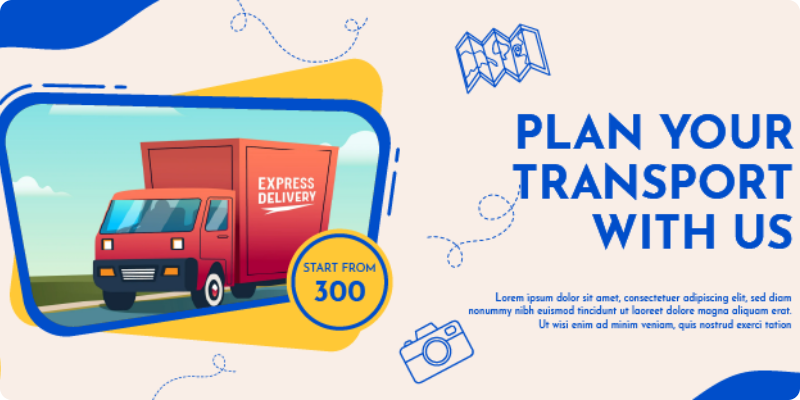 EXPRESS
DELIVERY
START FROM
300
PLAN YOUR
TRANSPORT
WITH US
Lorem ipsum dolor sit amet, consectetuer adipiscing elit, sed diam
nonummy nibh euismod tincidunt ut laoreet dolore magna aliquam erat.
Ut wisi enim ad minim veniam, quis nostrud exerci tation